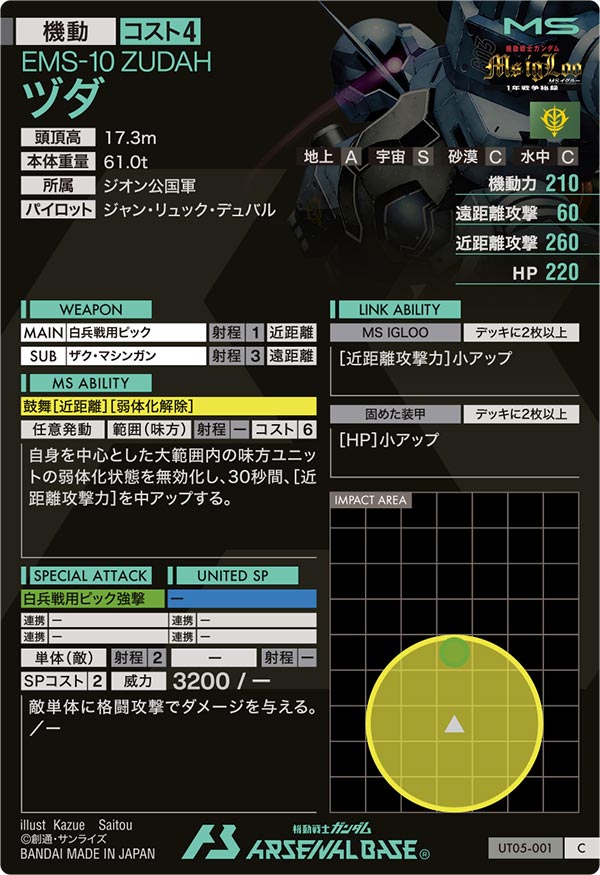 機動 コスト4
MS
EMS-10 ZUDAH
ヅダ
機動戦士ガンダム
MS igLoo
MSイグルー
1年戦争秘録
頭頂高 17.3m
本体重量 61.0t
所属 ジオン公国軍
パイロット ジャン・リュック・デュバル
地上 A 宇宙 S 砂漠 C 水中 C
機動力 210
遠距離攻撃 60
近距離攻撃 260
HP 220
WEAPON
MAIN 白兵戦用ピック 射程 1 近距離
SUB ザク・マシンガン 射程 3 遠距離
MS ABILITY
鼓舞[近距離][弱体化解除]
任意発動 範囲(味方) 射程 ー コスト 6
自身を中心とした大範囲内の味方ユニッ
トの弱体化状態を無効化し、30秒間、[近
距離攻撃力]を中アップする。
LINK ABILITY
MS IGLOO デッキに2枚以上
[近距離攻撃力]小アップ
固めた装甲 デッキに2枚以上
[HP]小アップ
IMPACT AREA
SPECIAL ATTACK UNITED SP
白兵戦用ピック強撃 ー
連携 ー 連携 ー
連携 ー 連携 ー
単体(敵) 射程 2 ー 射程 ー
SPコスト 2 威力 3200 / ー
敵単体に格闘攻撃でダメージを与える。
/ー
illust Kazue Saitou
©創通・サンライズ
BANDAI MADE IN JAPAN
機動戦士ガンダム
ARSENAL BASE®
UT05-001 C